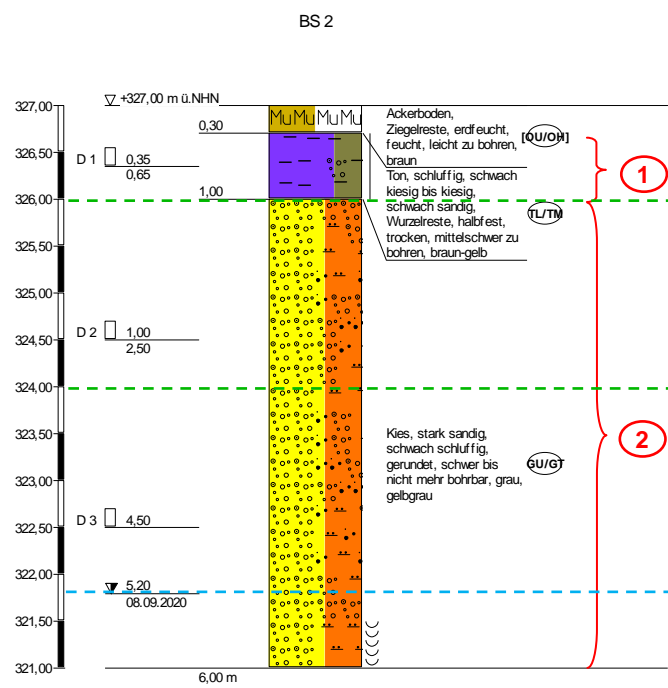 BS 2
327,00
+327,00 m ü.NHN
MuMu Mu Mu
0,30
Ackerboden,
Ziegelreste, erdfeucht,
feucht, leicht zu bohren,
braun
[OU/OH]
326,50
D 1
0,35
0,65
1
Ton, schluffig, schwach
kiesig bis kiesig,
schwach sandig,
Wurzelreste, halbfest,
trocken, mittelschwer zu
bohren, braun-gelb
TL/TM
326,00
1,00
325,50
325,00
D 2
1,00
2,50
324,50
324,00
323,50
Kies, stark sandig,
schwach schluffig,
gerundet, schwer bis
nicht mehr bohrbar, grau,
gelbgrau
GU/GT
2
323,00
D 3
4,50
322,50
322,00
5,20
08.09.2020
321,50
321,00
6,00 m